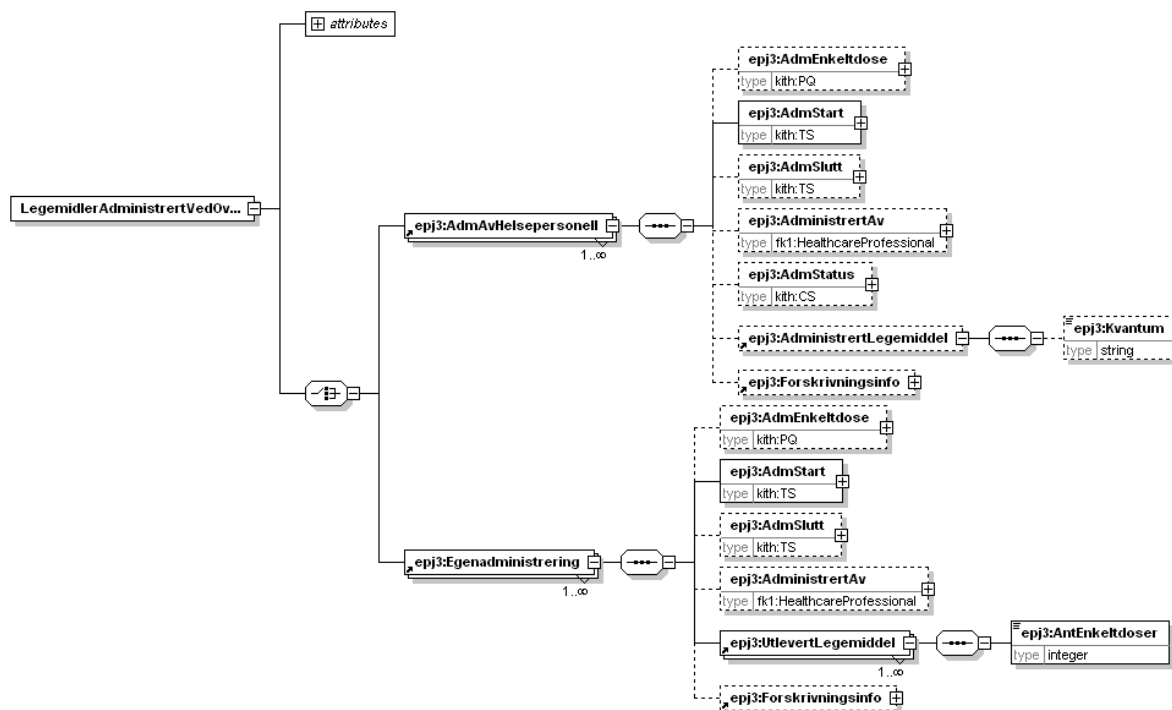 attributes
LegemidlerAdministrertVedOv...
epj3:AdmAvHelsepersonell
1..∞
epj3:AdmEnkeltdose
type kith:PQ
epj3:AdmStart
type kith:TS
epj3:AdmSlutt
type kith:TS
epj3:AdministrertAv
type fk1:HealthcareProfessional
epj3:AdmStatus
type kith:CS
epj3:AdministrertLegemiddel
epj3:Kvantum
type string
epj3:Forskrivningsinfo
epj3:Egenadministrering
1..∞
epj3:AdmEnkeltdose
type kith:PQ
epj3:AdmStart
type kith:TS
epj3:AdmSlutt
type kith:TS
epj3:AdministrertAv
type fk1:HealthcareProfessional
epj3:UtlevertLegemiddel
1..∞
epj3:AntEnkeltdoser
type integer
epj3:Forskrivningsinfo